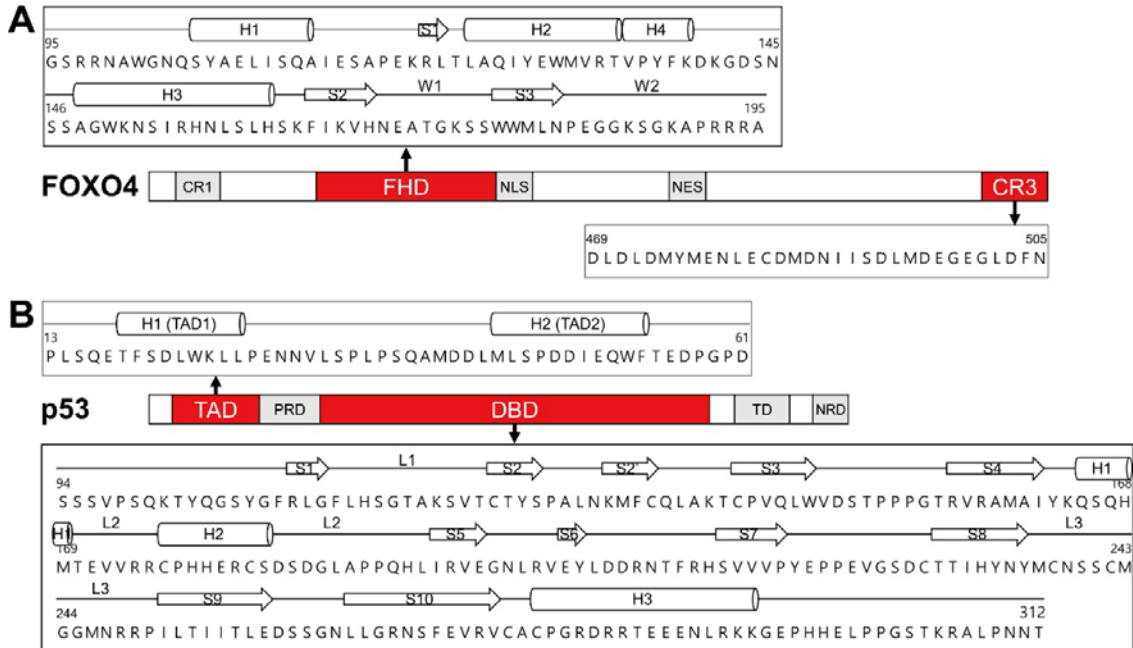 A
H1 S1 H2 H4
95 145
G S R R N A W G N Q S Y A E L I S Q A I E S A P E K R L T L A Q I Y E W M V R T V P Y F K D K G D S N
H3 S2 W1 S3 W2
146 195
S S A G W K N S I R H N L S L H S K F I K V H N E A T G K S S W W M L N P E G G K S G K A P R R R A
FOXO4 CR1 FHD NLS NES CR3
469 505
D L D L D M Y M E N L E C D M D N I I S D L M D E G E G L D F N
B
H1 (TAD1) H2 (TAD2)
13 61
P L S Q E T F S D L W K L L P E N N V L S P L P S Q A M D D L M L S P D D I E Q W F T E D P G P D
p53 TAD PRD DBD TD NRD
S1 L1 S2 S2' S3 S4 H1
94 168
S S S V P S Q K T Y Q G S Y G F R L G F L H S G T A K S V T C T Y S P A L N K M F C Q L A K T C P V Q L W V D S T P P P G T R V R A M A I Y K Q S Q H
H1 L2 H2 L2 S5 S6 S7 S8 L3
169 243
M T E V V R R C P H H E R C S D S D G L A P P Q H L I R V E G N L R V E Y L D D R N T F R H S V V V P Y E P P E V G S D C T T I H Y N Y M C N S S C M
L3 S9 S10 H3
244 312
G G M N R R P I L T I I T L E D S S G N L L G R N S F E V R V C A C P G R D R R T E E E N L R K K G E P H H E L P P G S T K R A L P N N T